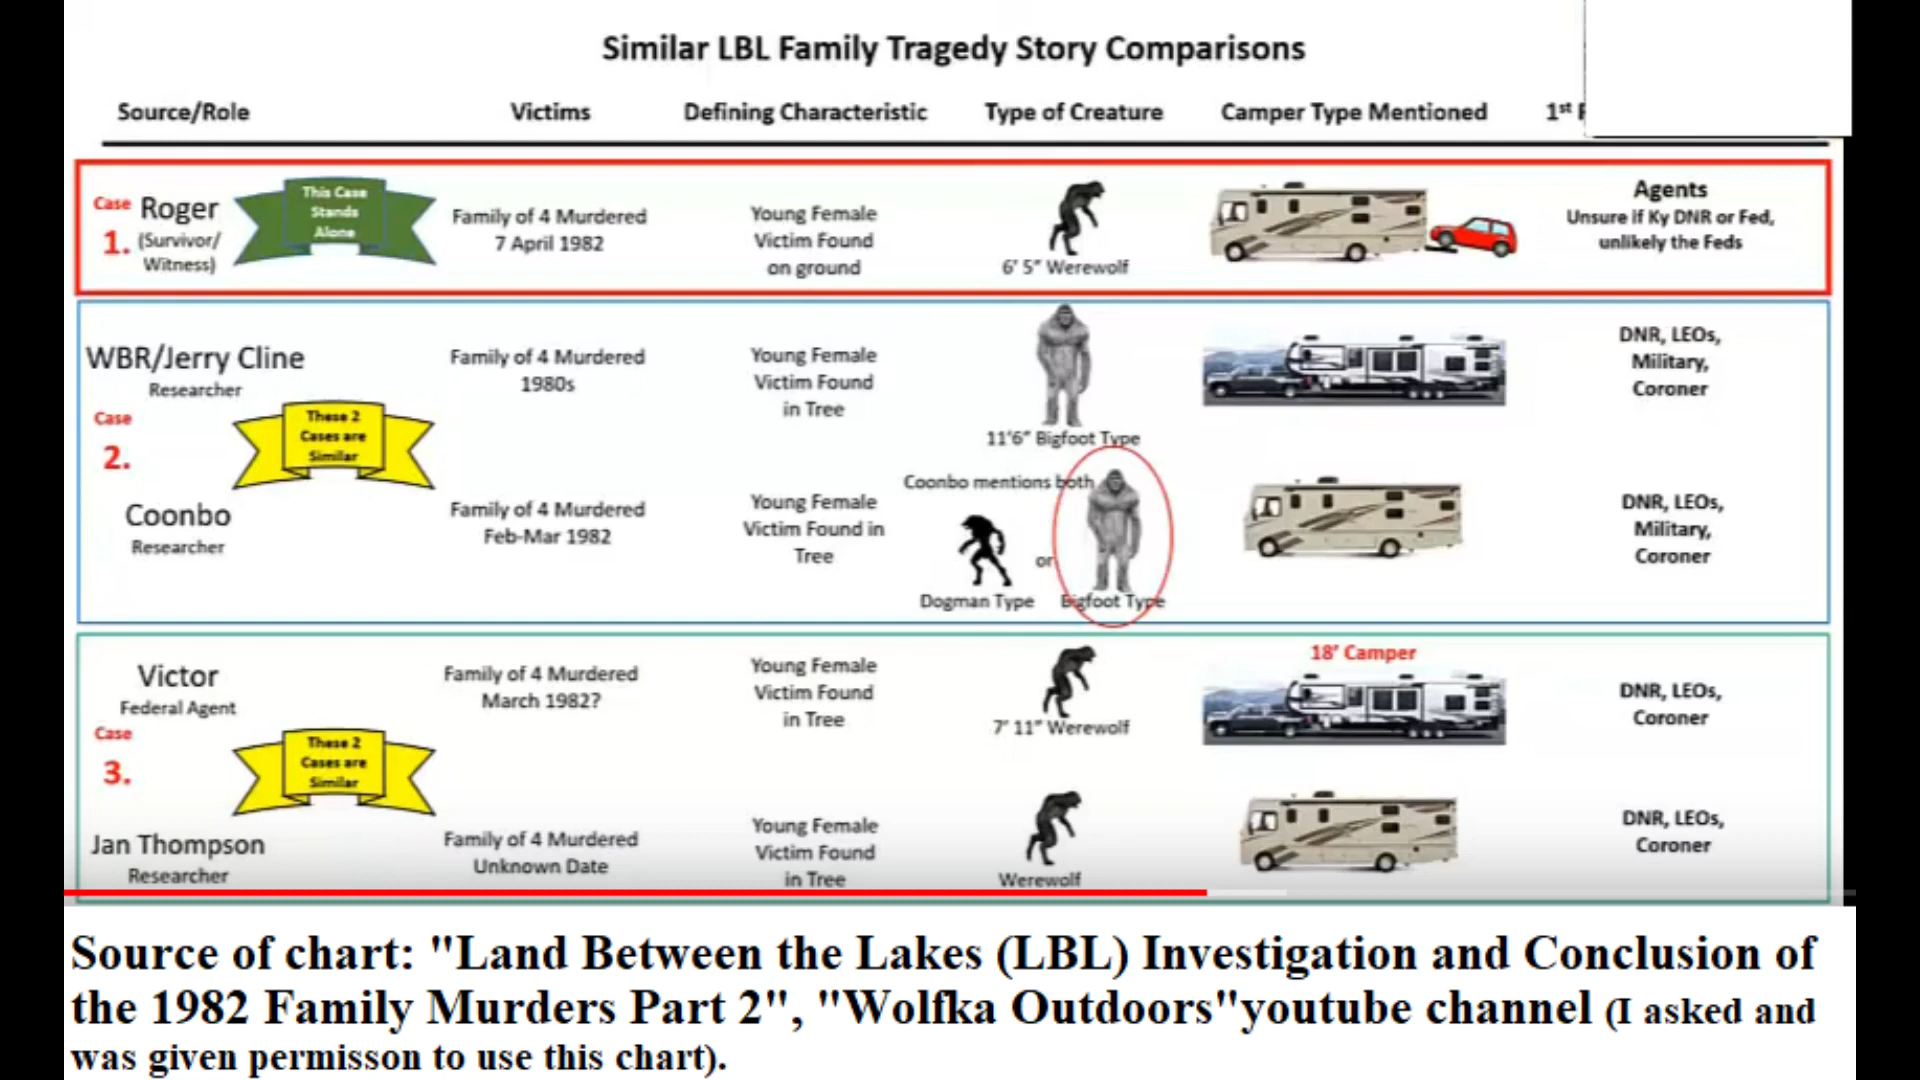 Similar LBL Family Tragedy Story Comparisons
Source/Role Victims Defining Characteristic Type of Creature Camper Type Mentioned 1st
Case
1.
Roger
(Survivor/
Witness)
This Case
Stands
Alone
Family of 4 Murdered
7 April 1982
Young Female
Victim Found
on ground
6' 5" Werewolf
Agents
Unsure if Ky DNR or Fed,
unlikely the Feds
WBR/Jerry Cline
Researcher
Family of 4 Murdered
1980s
Young Female
Victim Found
in Tree
11'6" Bigfoot Type
DNR, LEOs,
Military,
Coroner
Case
2.
These 2
Cases are
Similar
Coonbo
Researcher
Family of 4 Murdered
Feb-Mar 1982
Young Female
Victim Found in
Tree
Coonbo mentions both
or
Dogman Type
Bigfoot Type
DNR, LEOs,
Military,
Coroner
Victor
Federal Agent
Family of 4 Murdered
March 1982?
Young Female
Victim Found
in Tree
7' 11" Werewolf
18' Camper
DNR, LEOs,
Coroner
Case
3.
These 2
Cases are
Similar
Jan Thompson
Researcher
Family of 4 Murdered
Unknown Date
Young Female
Victim Found
in Tree
Werewolf
DNR, LEOs,
Coroner
Source of chart: "Land Between the Lakes (LBL) Investigation and Conclusion of
the 1982 Family Murders Part 2", "Wolfka Outdoors"youtube channel (I asked and
was given permisson to use this chart).